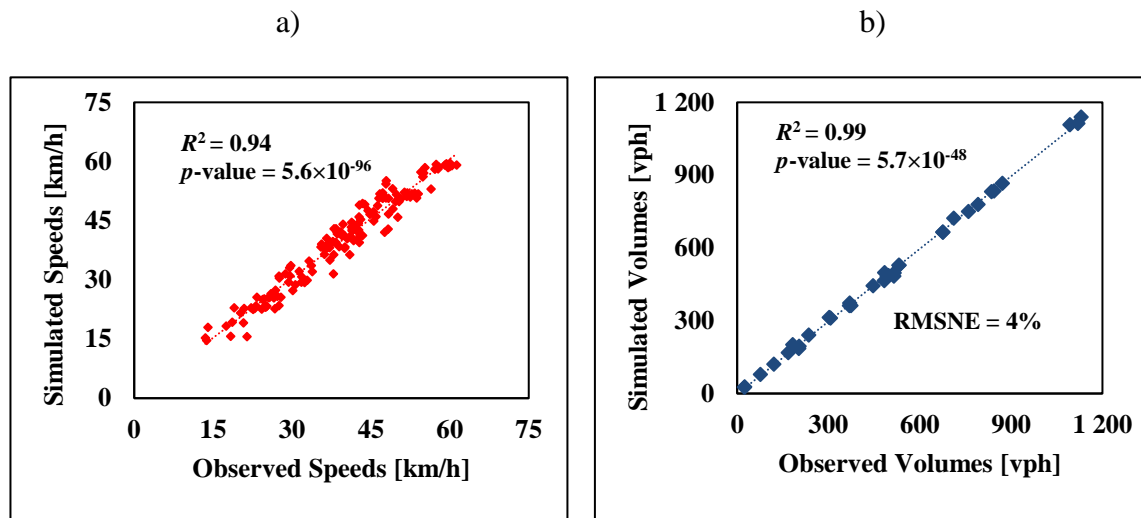 a)
b)
Simulated Speeds [km/h]
75
60
45
30
15
0
R² = 0.94
p-value = 5.6×10⁻⁹⁶
0 15 30 45 60 75
Observed Speeds [km/h]
Simulated Volumes [vph]
1 200
900
600
300
0
R² = 0.99
p-value = 5.7×10⁻⁴⁸
RMSNE = 4%
0 300 600 900 1 200
Observed Volumes [vph]